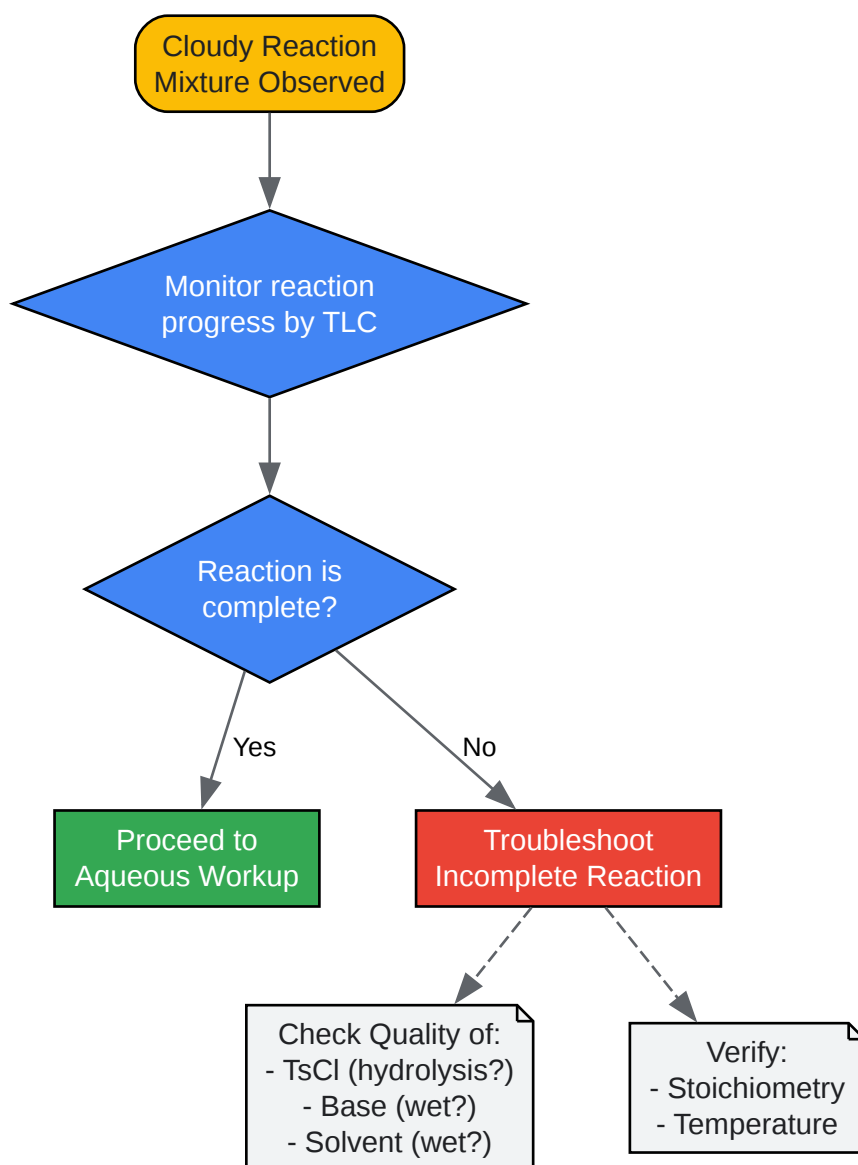 Cloudy Reaction
Mixture Observed
Monitor reaction
progress by TLC
Reaction is
complete?
Yes
No
Proceed to
Aqueous Workup
Troubleshoot
Incomplete Reaction
Check Quality of:
- TsCl (hydrolysis?)
- Base (wet?)
- Solvent (wet?)
Verify:
- Stoichiometry
- Temperature